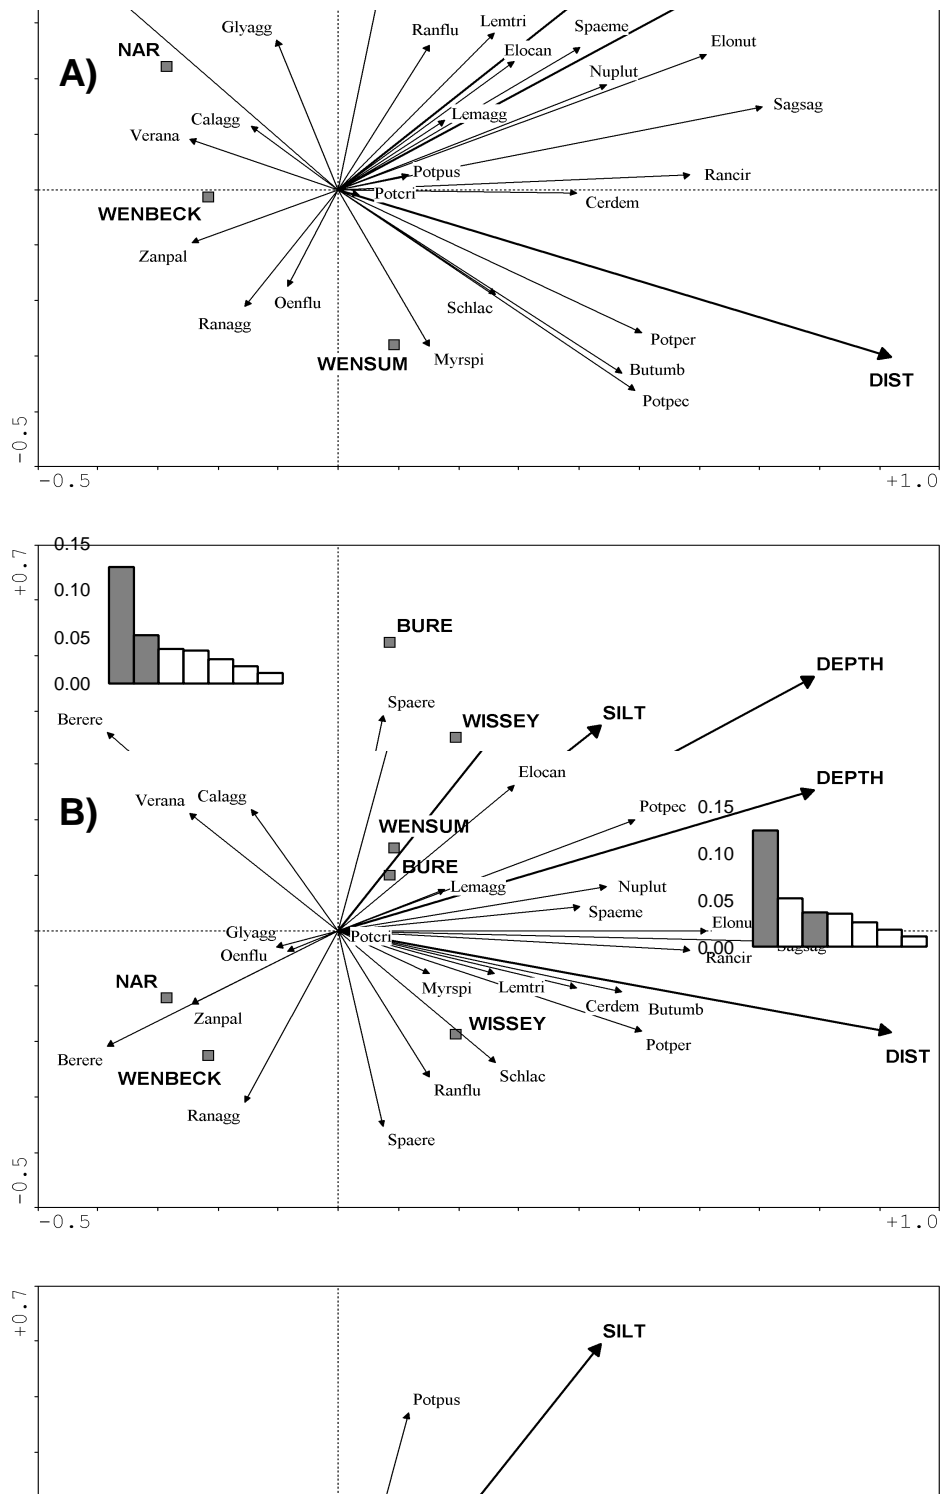 Glyagg
Ranflu
Lemtri
Spaeme
Elonut
NAR
A)
Elocan
Nuplut
Sagsag
Calagg
Lemagg
Verana
Potpus
Rancir
Potcri
Cerdem
WENBECK
Zanpal
Oenflu
Schlac
Ranagg
Potper
WENSUM
Myrspi
Butumb
DIST
Potpec
-0.5
-0.5
+1.0
0.15
+0.7
0.10
BURE
0.05
DEPTH
0.00
Spaere
SILT
Berere
WISSEY
Elocan
DEPTH
Verana
Calagg
Potpec
0.15
B)
WENSUM
0.10
BURE
Lemagg
Nuplut
0.05
Spaeme
Elonu
Glyagg
Potcri
0.00
Sagsag
Oenflu
Rancir
NAR
Myrspi
Lemtri
Cerdem
Butumb
Zanpal
WISSEY
Potper
Berere
DIST
WENBECK
Schlac
Ranflu
Ranagg
Spaere
-0.5
-0.5
+1.0
+0.7
SILT
Potpus